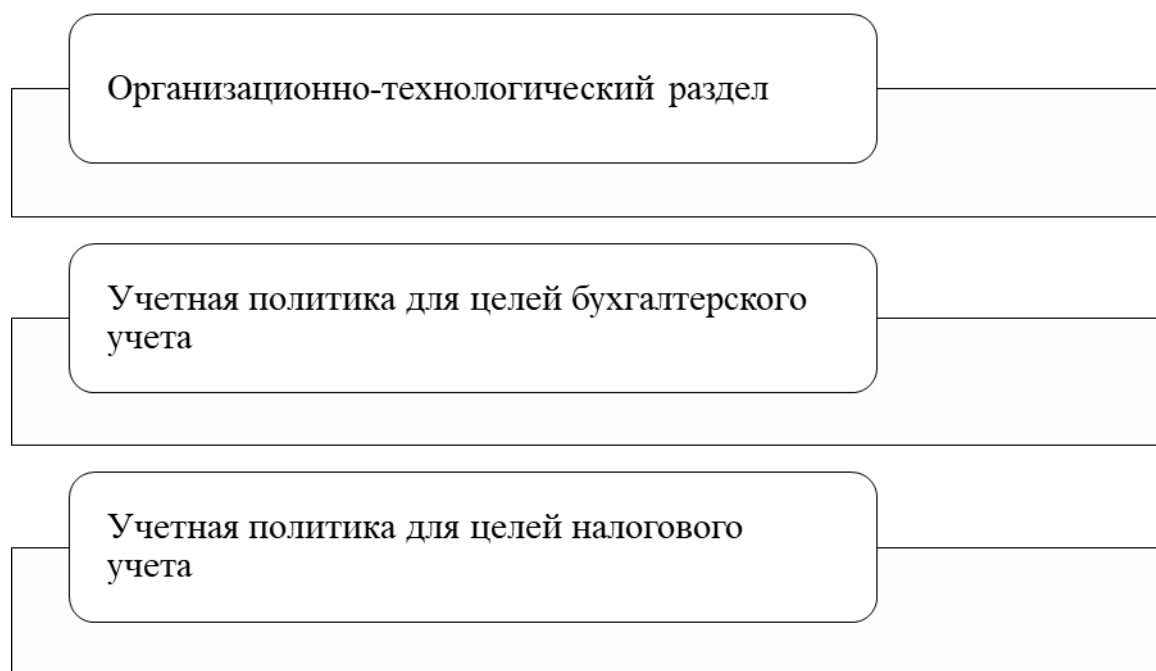 Организационно-технологический раздел
Учетная политика для целей бухгалтерского
учета
Учетная политика для целей налогового
учета